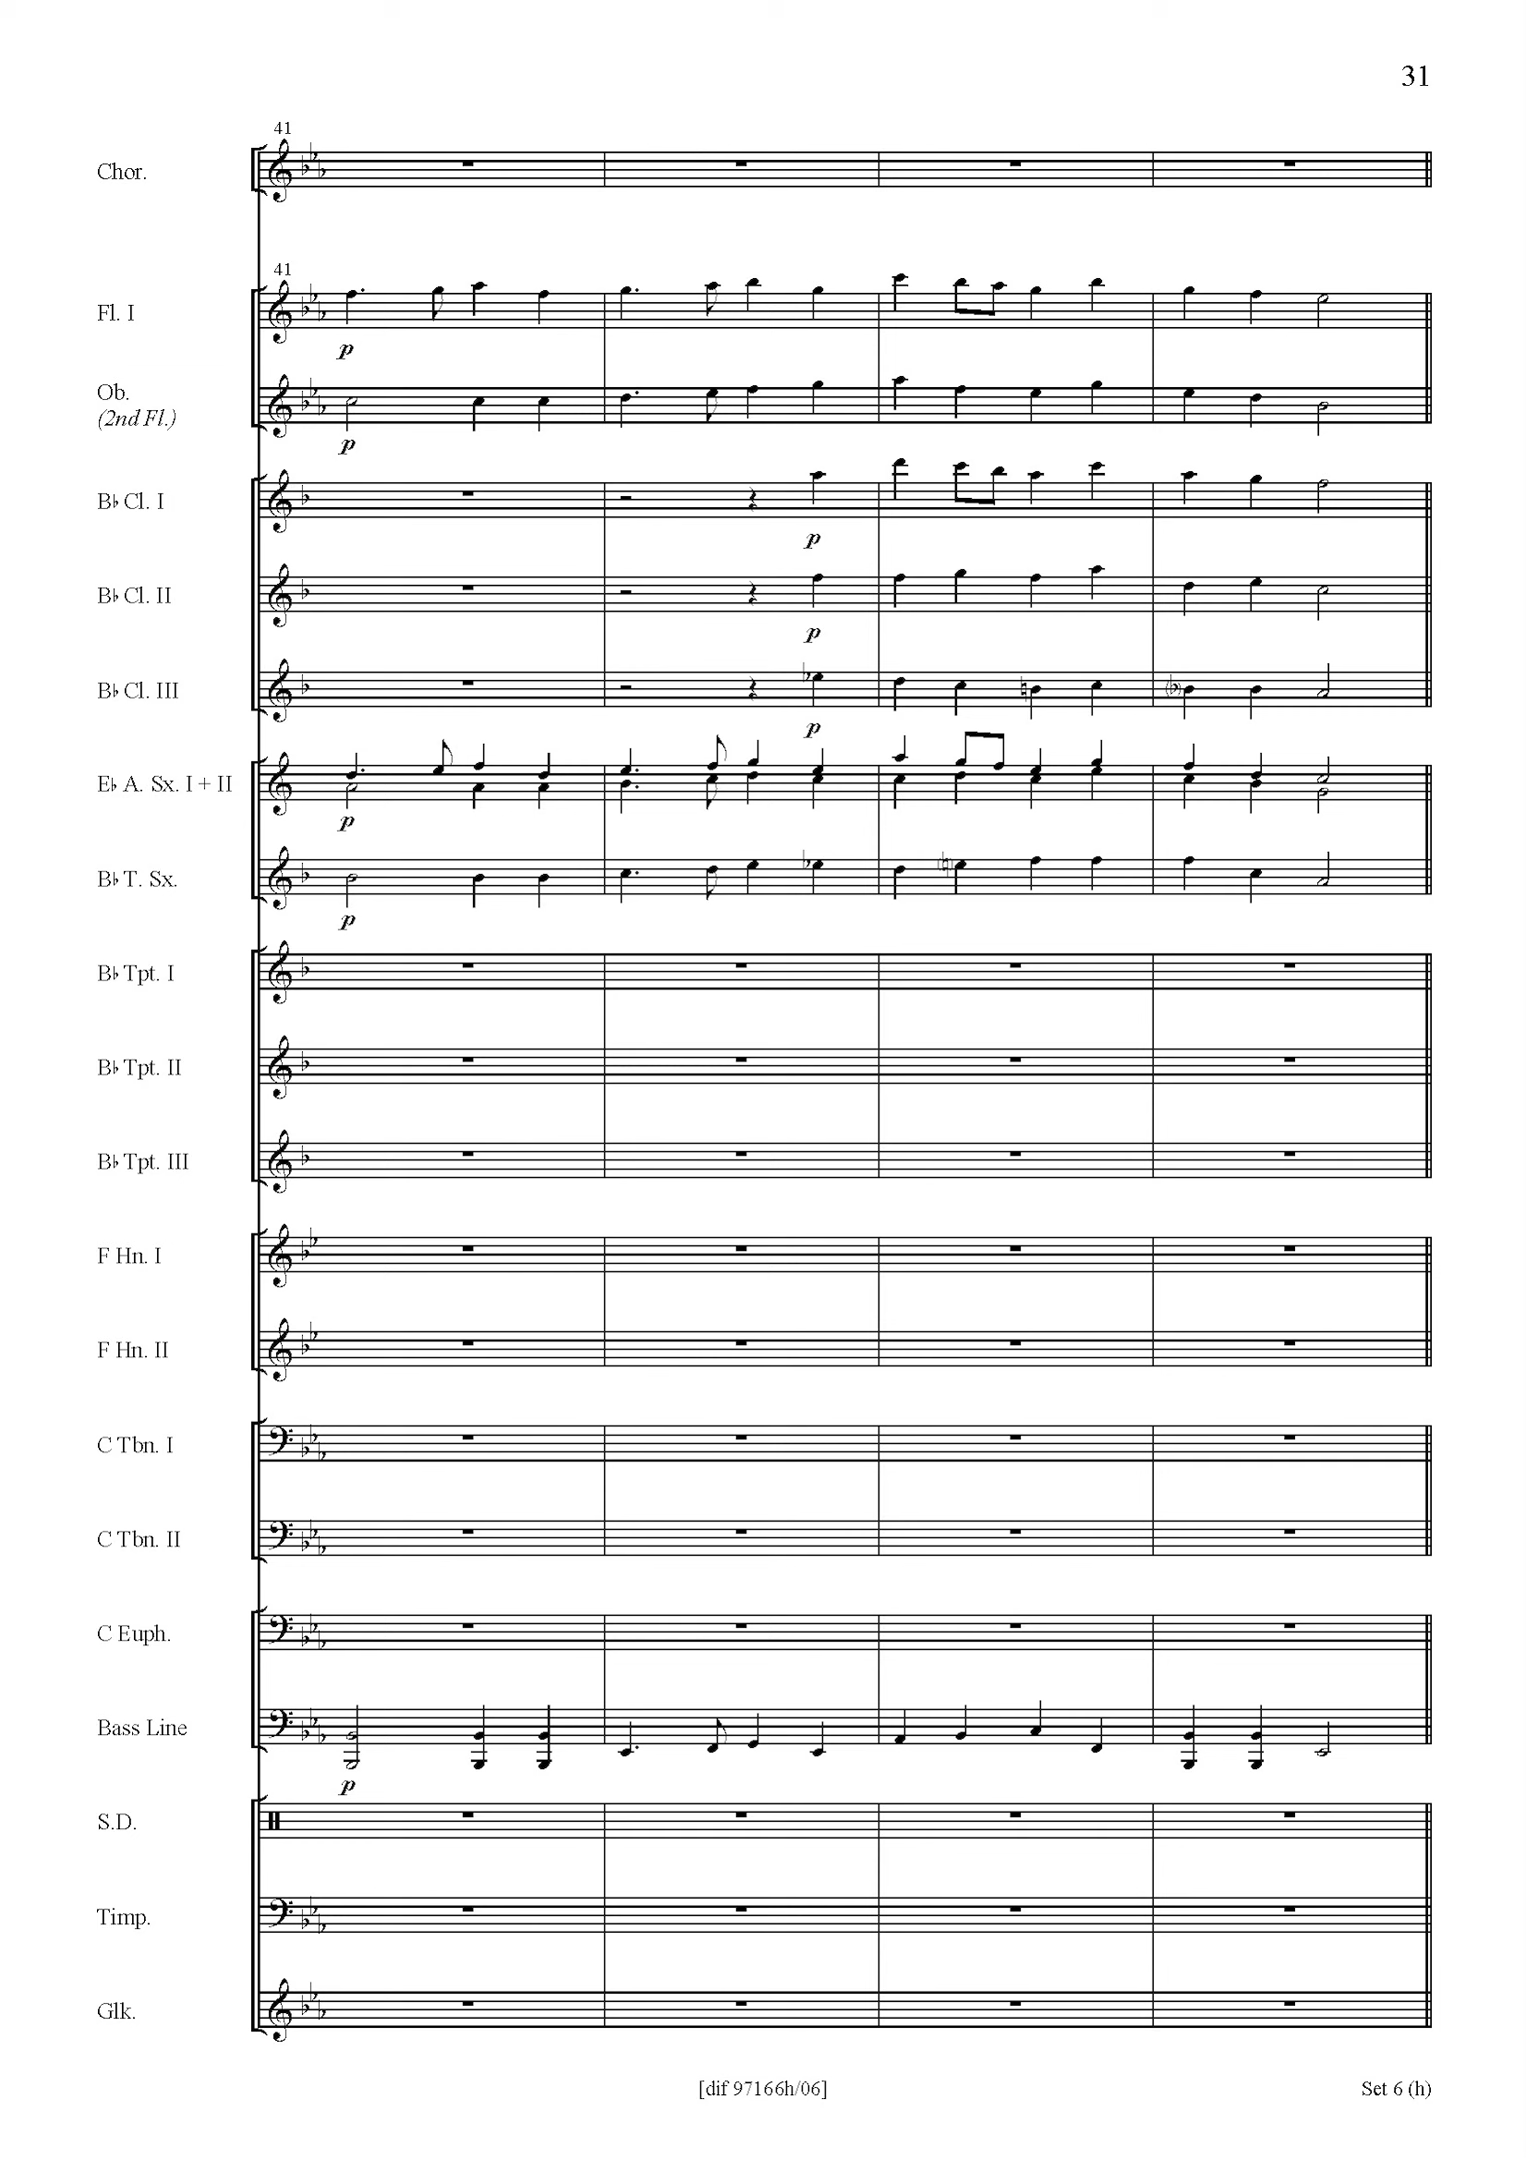 31
41
Chor.
41
Fl. I
p
Ob.
(2nd Fl.)
p
B♭ Cl. I
p
B♭ Cl. II
p
B♭ Cl. III
p
E♭ A. Sx. I + II
p
B♭ T. Sx.
p
B♭ Tpt. I
B♭ Tpt. II
B♭ Tpt. III
F Hn. I
F Hn. II
C Tbn. I
C Tbn. II
C Euph.
Bass Line
p
S.D.
Timp.
Glk.
[dif 97166h/06]
Set 6 (h)